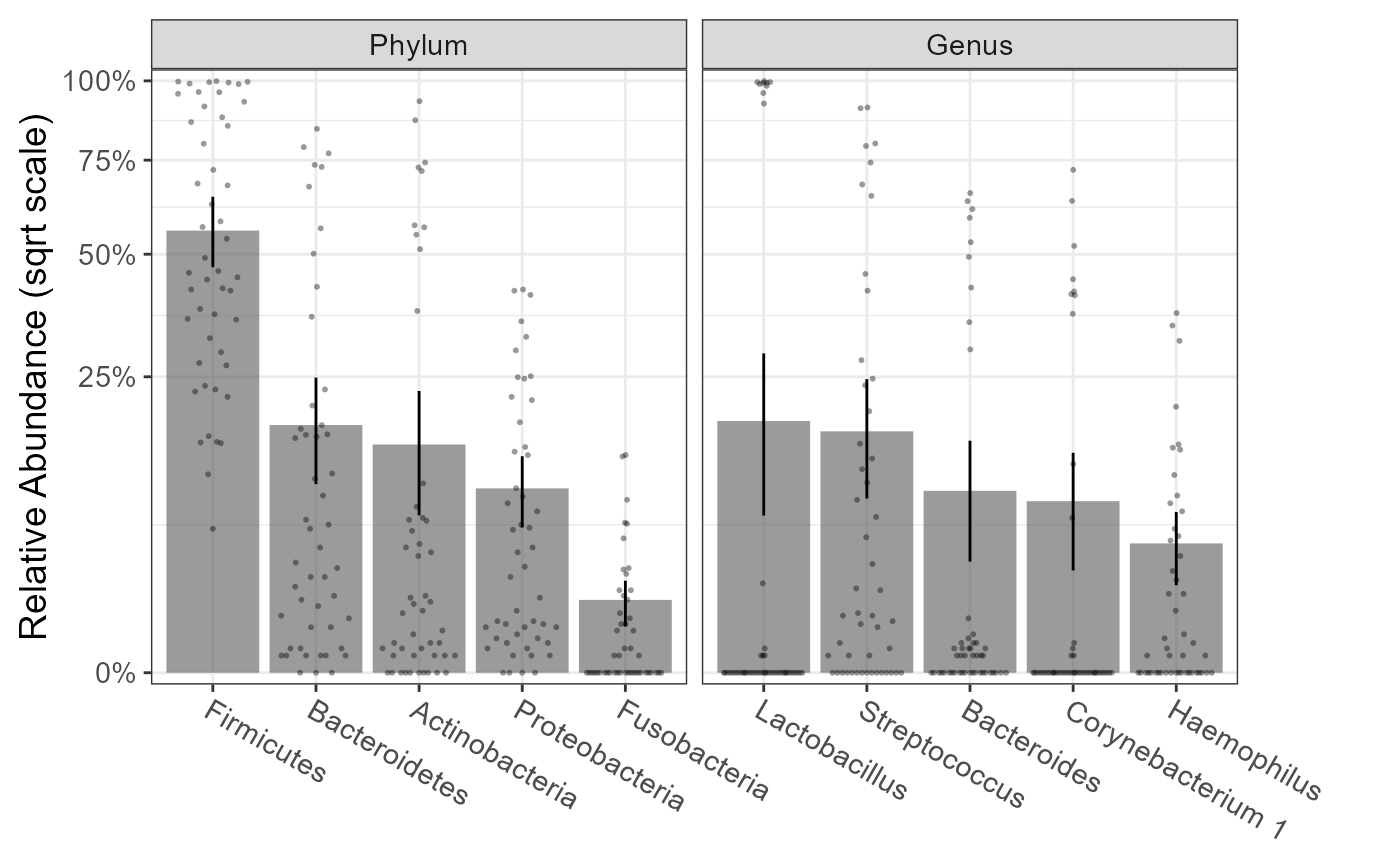 Phylum
Genus
Relative Abundance (sqrt scale)
100%
75%
50%
25%
0%
Firmicutes
Bacteroidetes
Actinobacteria
Proteobacteria
Fusobacteria
Lactobacillus
Streptococcus
Bacteroides
Corynebacterium 1
Haemophilus